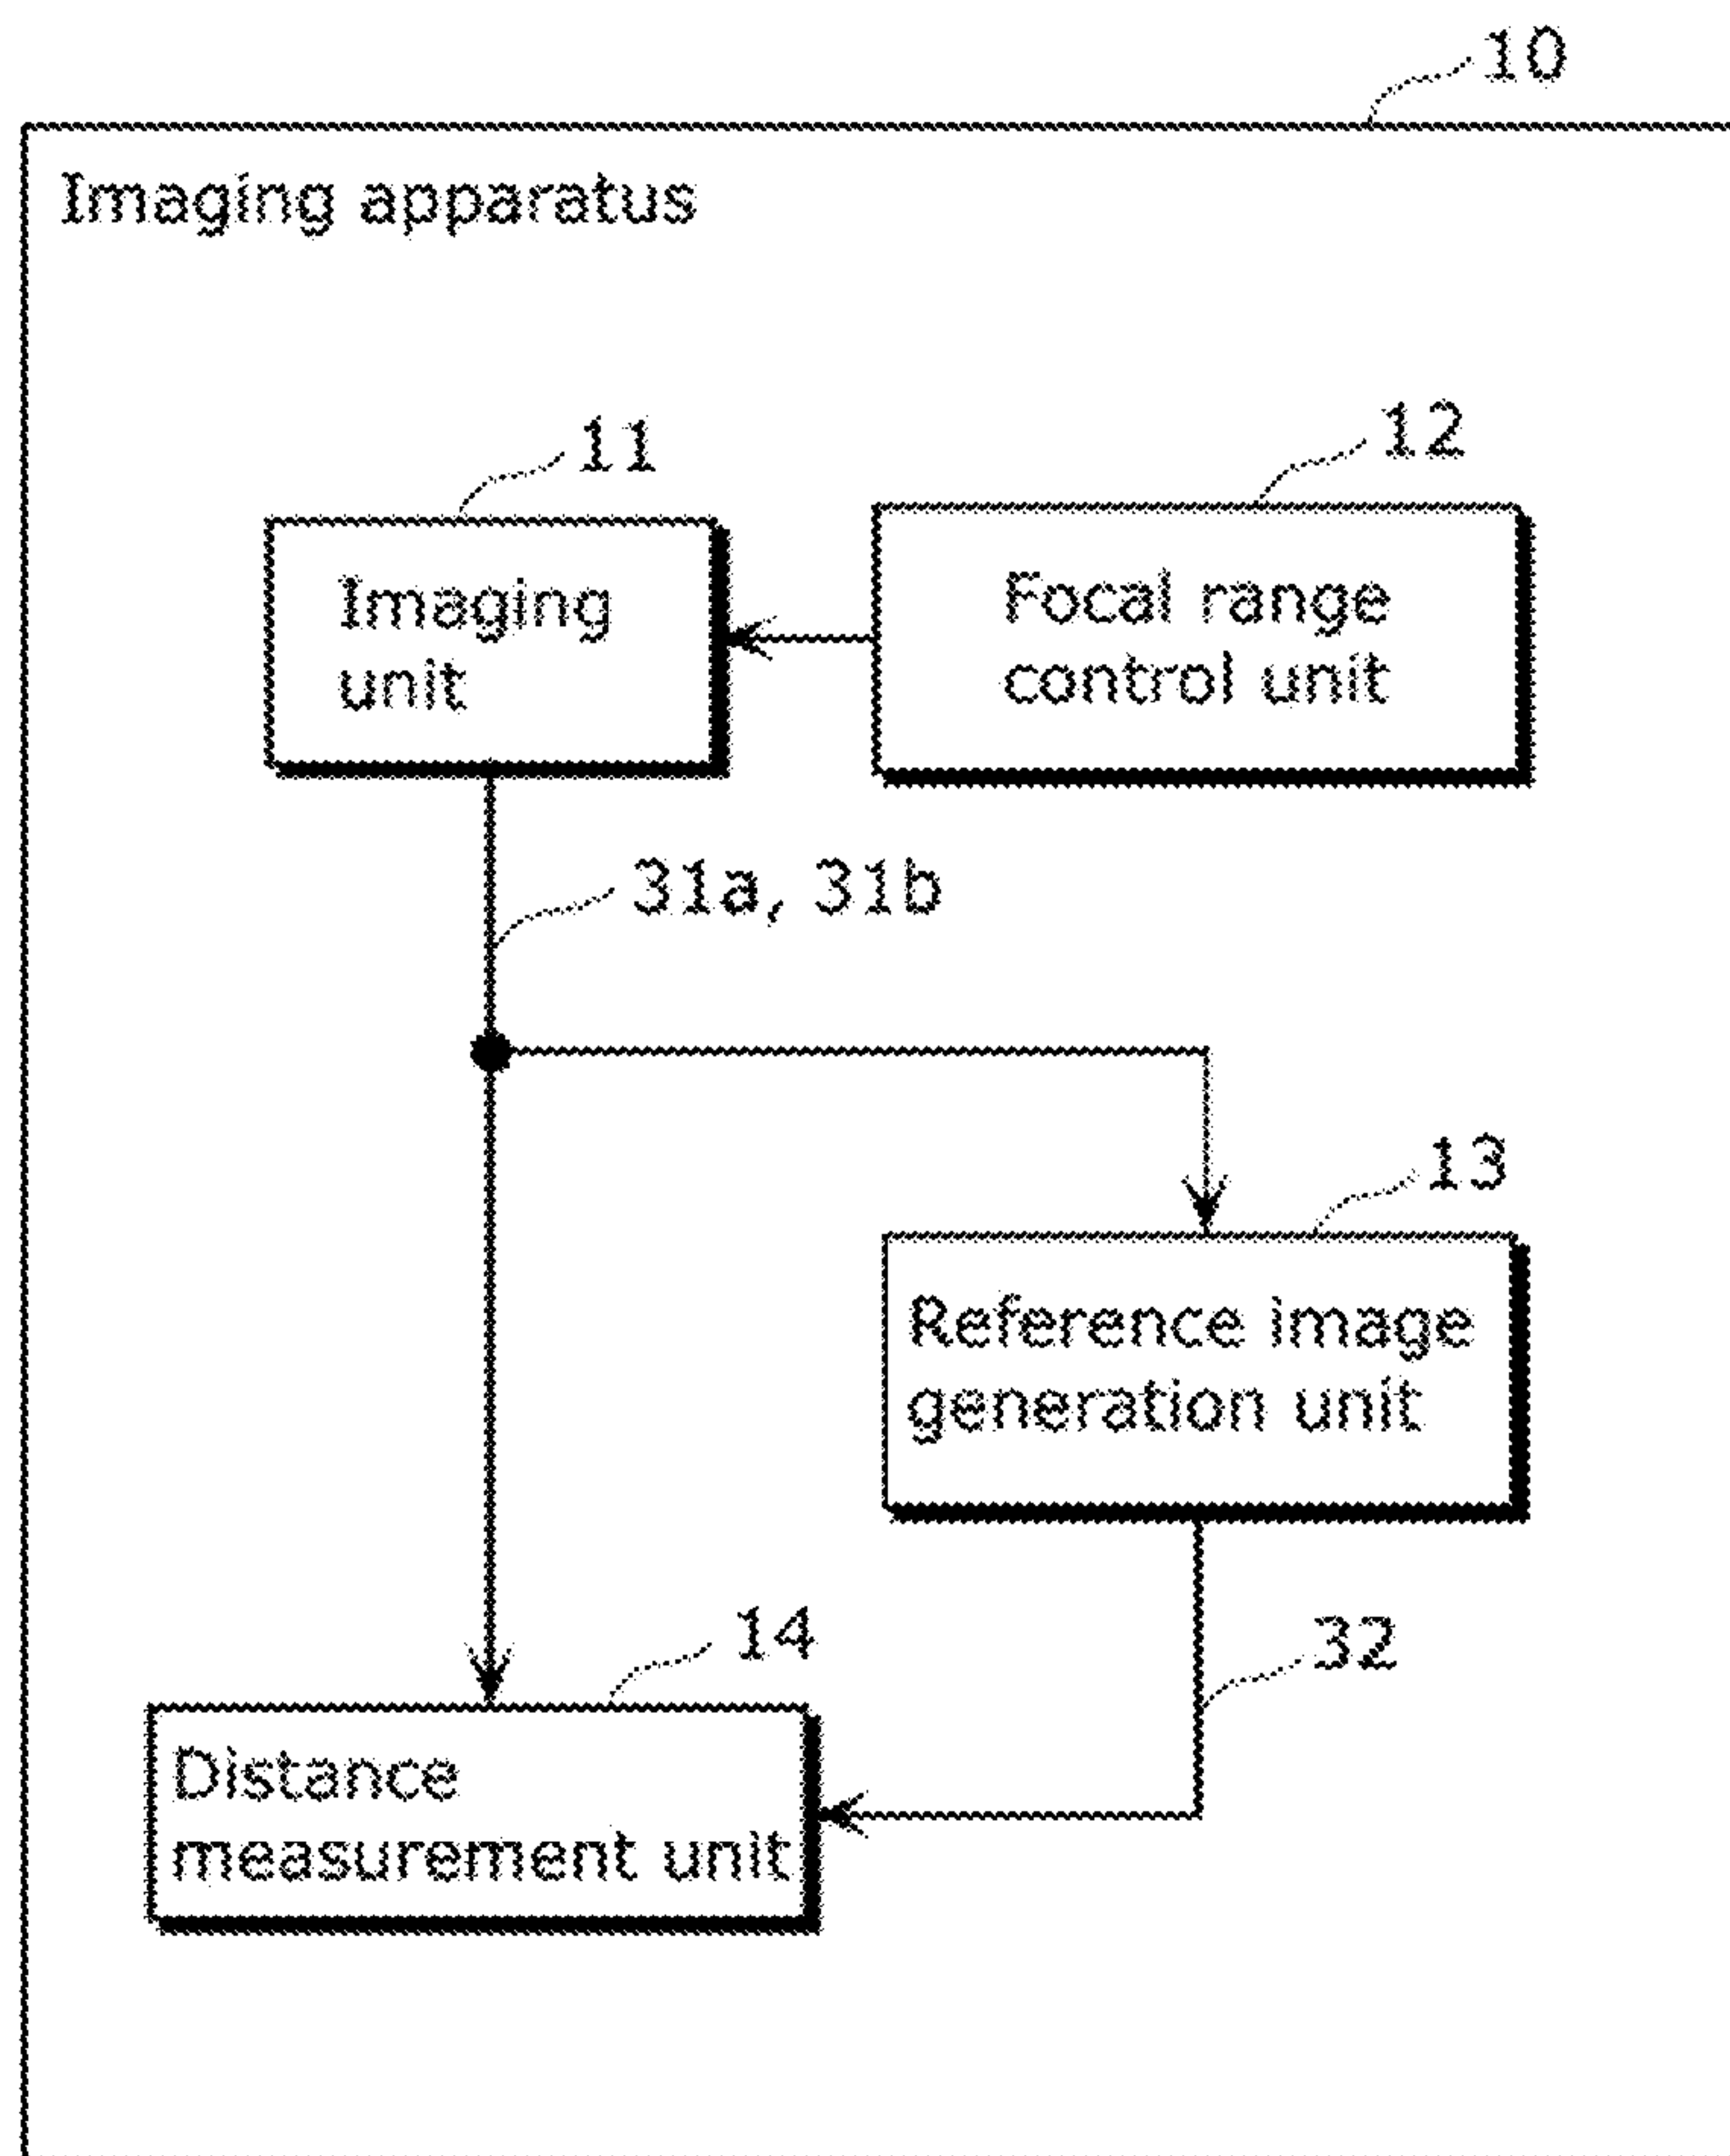 10
Imaging apparatus
11
12
Imaging
unit
Focal range
control unit
31a, 31b
13
Reference image
generation unit
14
32
Distance
measurement unit